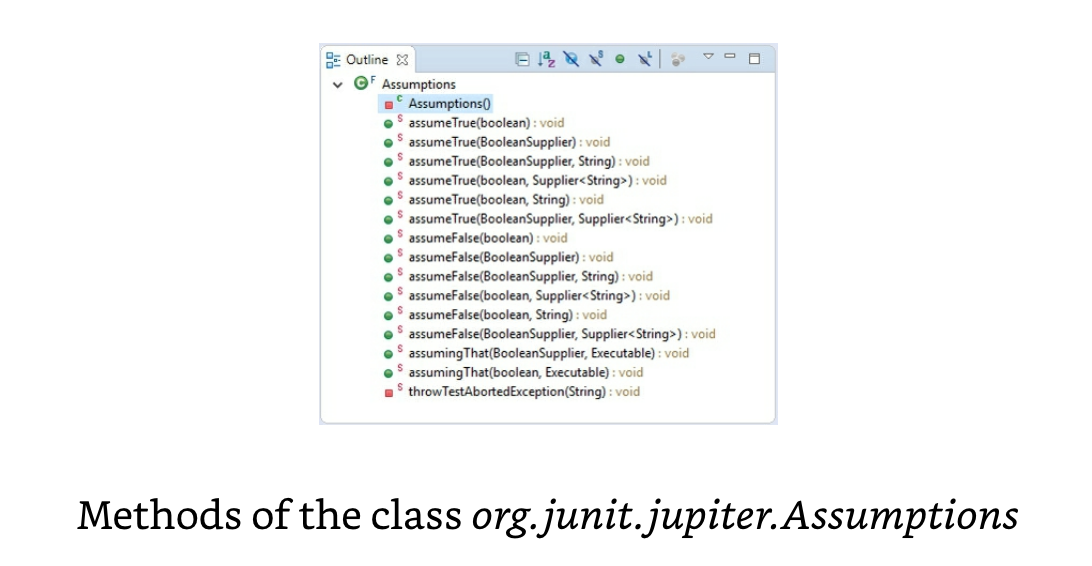 Outline
Assumptions
Assumptions()
assumeTrue(boolean) : void
assumeTrue(BooleanSupplier) : void
assumeTrue(BooleanSupplier, String) : void
assumeTrue(boolean, Supplier<String>) : void
assumeTrue(boolean, String) : void
assumeTrue(BooleanSupplier, Supplier<String>) : void
assumeFalse(boolean) : void
assumeFalse(BooleanSupplier) : void
assumeFalse(BooleanSupplier, String) : void
assumeFalse(boolean, Supplier<String>) : void
assumeFalse(boolean, String) : void
assumeFalse(BooleanSupplier, Supplier<String>) : void
assumingThat(BooleanSupplier, Executable) : void
assumingThat(boolean, Executable) : void
throwTestAbortedException(String) : void
Methods of the class org.junit.jupiter.Assumptions